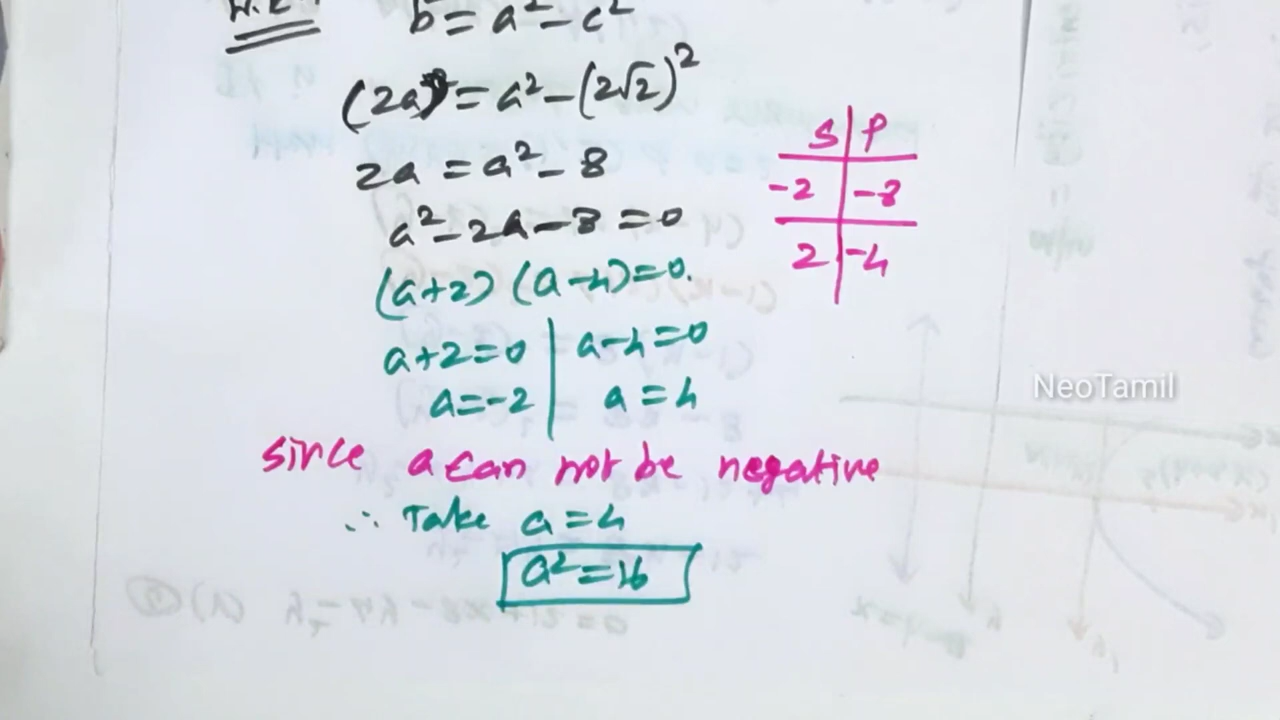 b² = a² - c²
(2a) = a² - (2√2)²
2a = a² - 8
a² - 2a - 8 = 0
(a+2) (a-4) = 0.
a+2=0 | a-4=0
a=-2 | a=4
since a can not be negative
∴ Take a=4
a² = 16
S | P
-2 | -8
2 | -4
NeoTamil